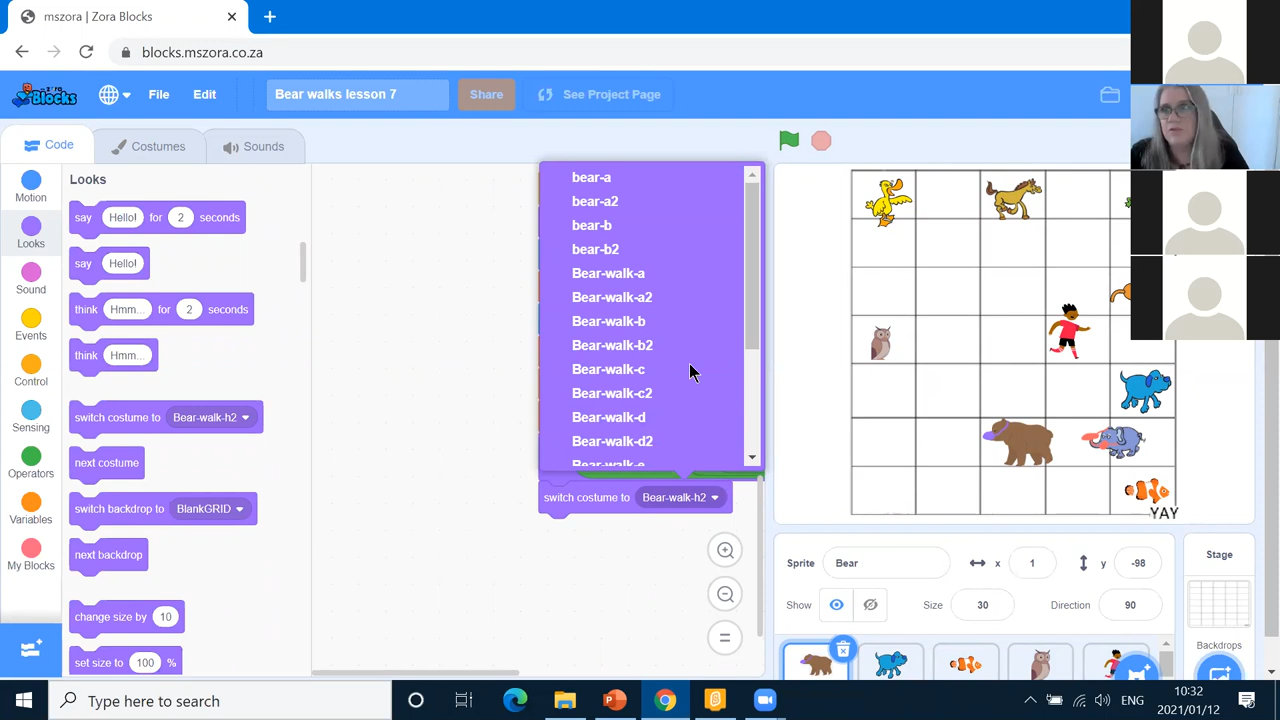 mszora | Zora Blocks
blocks.mszora.co.za
ZORA Blocks
File
Edit
Bear walks lesson 7
Share
See Project Page
Code
Costumes
Sounds
Motion
Looks
Sound
Events
Control
Sensing
Operators
Variables
My Blocks
Looks
say Hello! for 2 seconds
say Hello!
think Hmm... for 2 seconds
think Hmm...
switch costume to Bear-walk-h2
next costume
switch backdrop to BlankGRID
next backdrop
change size by 10
set size to 100 %
bear-a
bear-a2
bear-b
bear-b2
Bear-walk-a
Bear-walk-a2
Bear-walk-b
Bear-walk-b2
Bear-walk-c
Bear-walk-c2
Bear-walk-d
Bear-walk-d2
Bear-walk-e
switch costume to Bear-walk-h2
YAY
Sprite Bear x 1 y -98
Show Size 30 Direction 90
Stage
Backdrops
Type here to search
ENG
10:32
2021/01/12